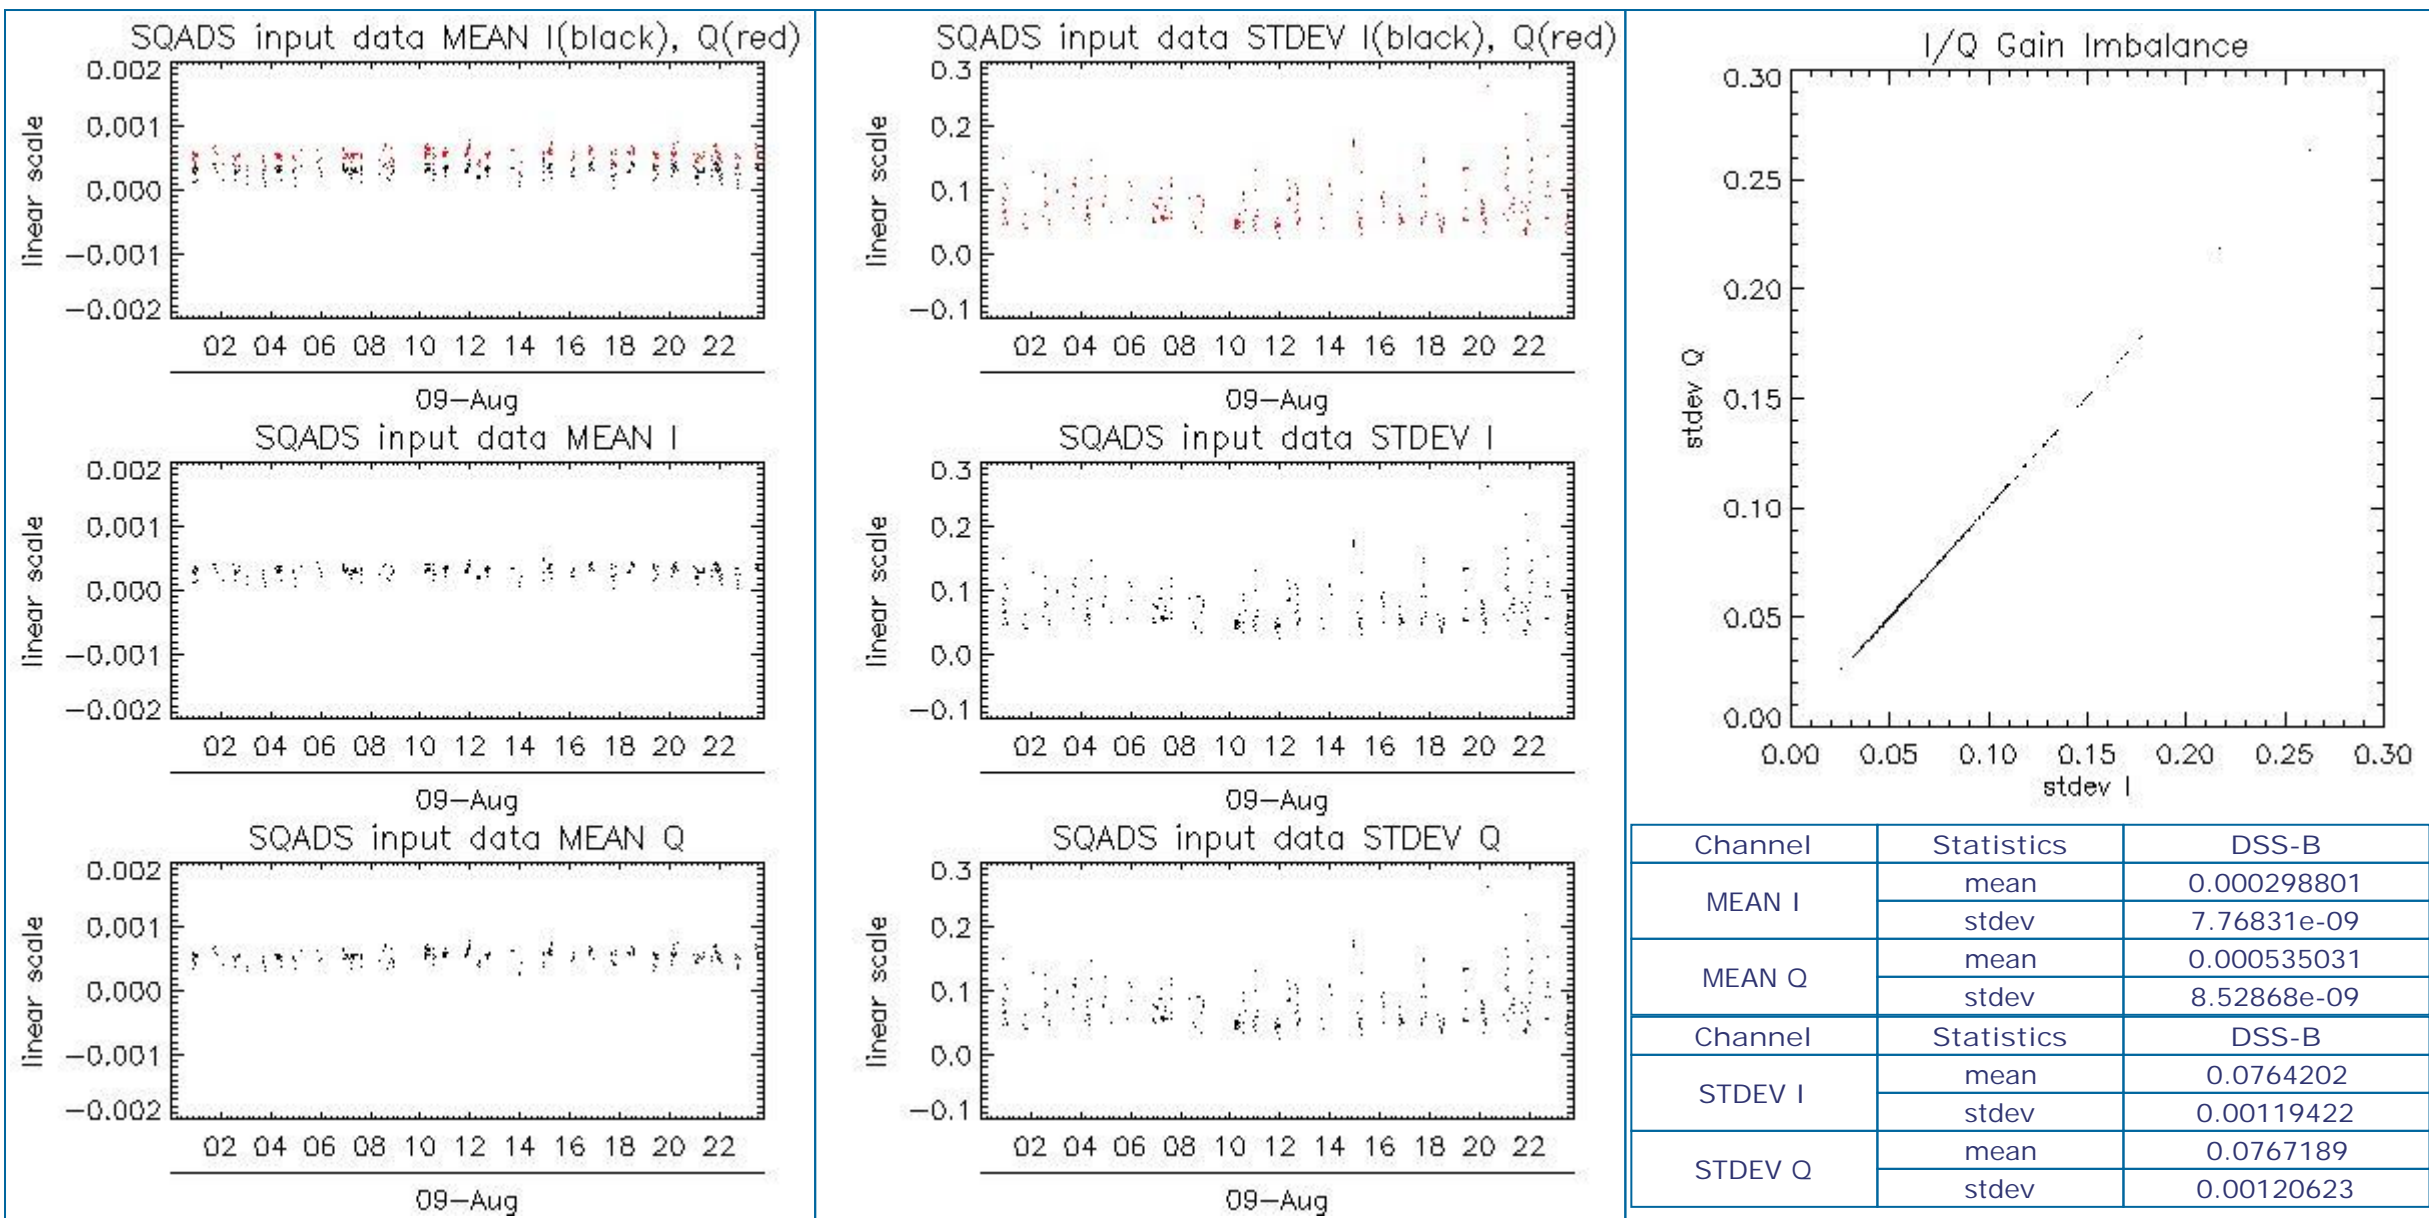 SQADS input data MEAN I(black), Q(red)
0.002
0.001
0.000
-0.001
-0.002
linear scale
02 04 06 08 10 12 14 16 18 20 22
09-Aug
SQADS input data MEAN I
0.002
0.001
0.000
-0.001
-0.002
linear scale
02 04 06 08 10 12 14 16 18 20 22
09-Aug
SQADS input data MEAN Q
0.002
0.001
0.000
-0.001
-0.002
linear scale
02 04 06 08 10 12 14 16 18 20 22
09-Aug
SQADS input data STDEV I(black), Q(red)
0.3
0.2
0.1
0.0
-0.1
linear scale
02 04 06 08 10 12 14 16 18 20 22
09-Aug
SQADS input data STDEV I
0.3
0.2
0.1
0.0
-0.1
linear scale
02 04 06 08 10 12 14 16 18 20 22
09-Aug
SQADS input data STDEV Q
0.3
0.2
0.1
0.0
-0.1
linear scale
02 04 06 08 10 12 14 16 18 20 22
09-Aug
I/Q Gain Imbalance
0.30
0.25
0.20
0.15
0.10
0.05
0.00
stdev Q
0.00 0.05 0.10 0.15 0.20 0.25 0.30
stdev I
Channel Statistics DSS-B
MEAN I mean 0.000298801
stdev 7.76831e-09
MEAN Q mean 0.000535031
stdev 8.52868e-09
Channel Statistics DSS-B
STDEV I mean 0.0764202
stdev 0.00119422
STDEV Q mean 0.0767189
stdev 0.00120623